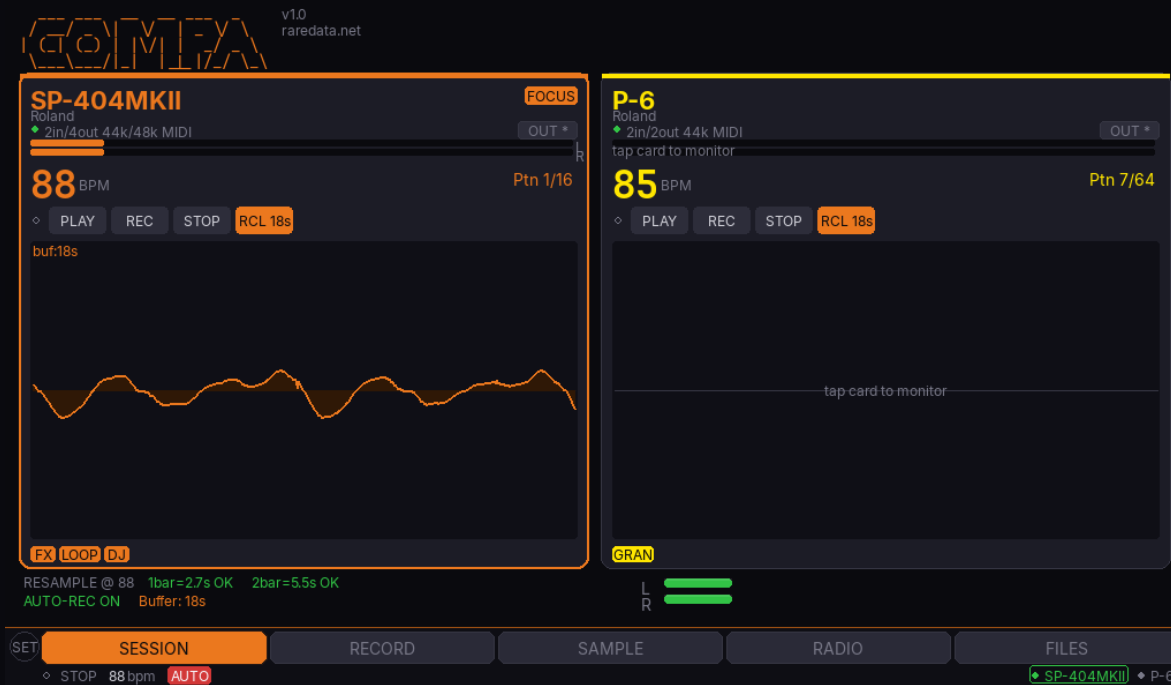 COMPA
v1.0
raredata.net
SP-404MKII
FOCUS
Roland
2in/4out 44k/48k MIDI
OUT *
L
R
88 BPM
Ptn 1/16
PLAY
REC
STOP
RCL 18s
buf:18s
FX
LOOP
DJ
P-6
Roland
2in/2out 44k MIDI
OUT *
tap card to monitor
85 BPM
Ptn 7/64
PLAY
REC
STOP
RCL 18s
tap card to monitor
GRAN
RESAMPLE @ 88 1bar=2.7s OK 2bar=5.5s OK
AUTO-REC ON Buffer: 18s
L
R
SET
SESSION
RECORD
SAMPLE
RADIO
FILES
STOP 88 bpm AUTO
SP-404MKII